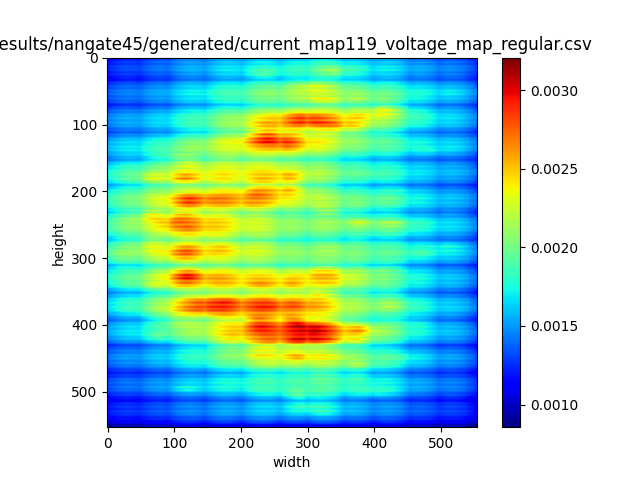 esults/nangate45/generated/current_map119_voltage_map_regular.csv
0
100
200
300
400
500
height
0 100 200 300 400 500
width
0.0030
0.0025
0.0020
0.0015
0.0010